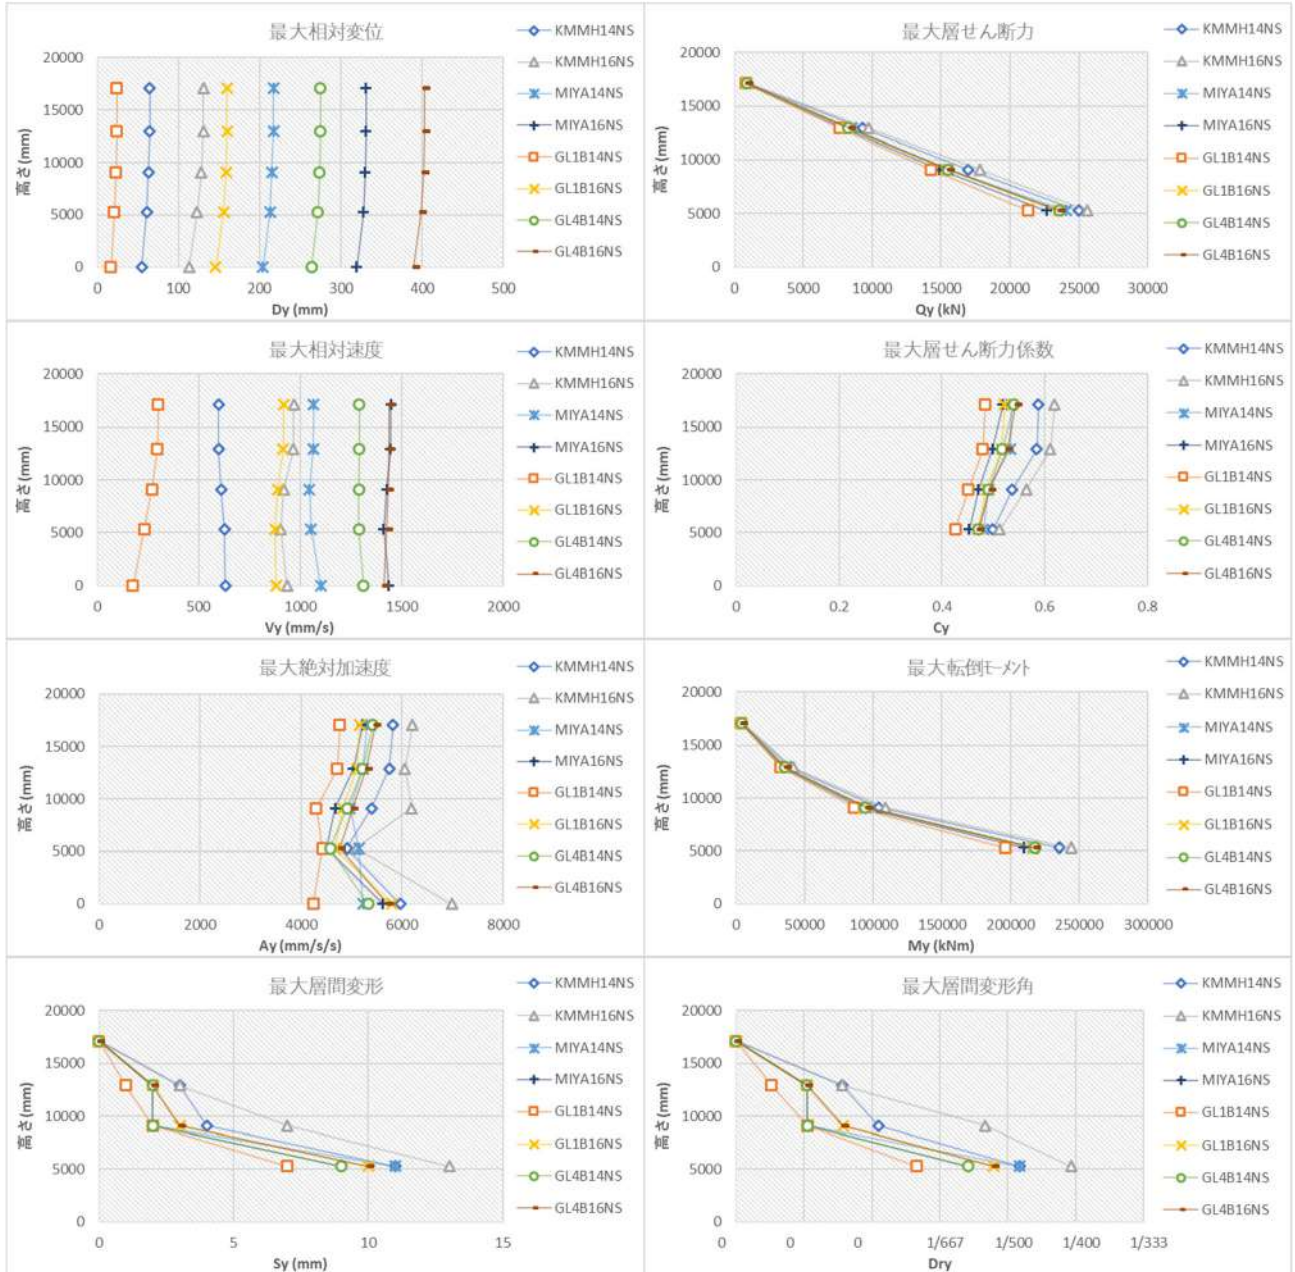 最大相対変位
高さ(mm)
20000
15000
10000
5000
0
0 100 200 300 400 500
Dy (mm)
KMMH14NS
KMMH16NS
MIYA14NS
MIYA16NS
GL1B14NS
GL1B16NS
GL4B14NS
GL4B16NS
最大層せん断力
高さ(mm)
20000
15000
10000
5000
0
0 5000 10000 15000 20000 25000 30000
Qy (kN)
KMMH14NS
KMMH16NS
MIYA14NS
MIYA16NS
GL1B14NS
GL1B16NS
GL4B14NS
GL4B16NS
最大相対速度
高さ(mm)
20000
15000
10000
5000
0
0 500 1000 1500 2000
Vy (mm/s)
KMMH14NS
KMMH16NS
MIYA14NS
MIYA16NS
GL1B14NS
GL1B16NS
GL4B14NS
GL4B16NS
最大層せん断力係数
高さ(mm)
20000
15000
10000
5000
0
0 0.2 0.4 0.6 0.8
Cy
KMMH14NS
KMMH16NS
MIYA14NS
MIYA16NS
GL1B14NS
GL1B16NS
GL4B14NS
GL4B16NS
最大絶対加速度
高さ(mm)
20000
15000
10000
5000
0
0 2000 4000 6000 8000
Ay (mm/s/s)
KMMH14NS
KMMH16NS
MIYA14NS
MIYA16NS
GL1B14NS
GL1B16NS
GL4B14NS
GL4B16NS
最大転倒ﾓｰﾒﾝﾄ
高さ(mm)
20000
15000
10000
5000
0
0 50000 100000 150000 200000 250000 300000
My (kNm)
KMMH14NS
KMMH16NS
MIYA14NS
MIYA16NS
GL1B14NS
GL1B16NS
GL4B14NS
GL4B16NS
最大層間変形
高さ(mm)
20000
15000
10000
5000
0
0 5 10 15
Sy (mm)
KMMH14NS
KMMH16NS
MIYA14NS
MIYA16NS
GL1B14NS
GL1B16NS
GL4B14NS
GL4B16NS
最大層間変形角
高さ(mm)
20000
15000
10000
5000
0
0 0 0 1/667 1/500 1/400 1/333
Dry
KMMH14NS
KMMH16NS
MIYA14NS
MIYA16NS
GL1B14NS
GL1B16NS
GL4B14NS
GL4B16NS